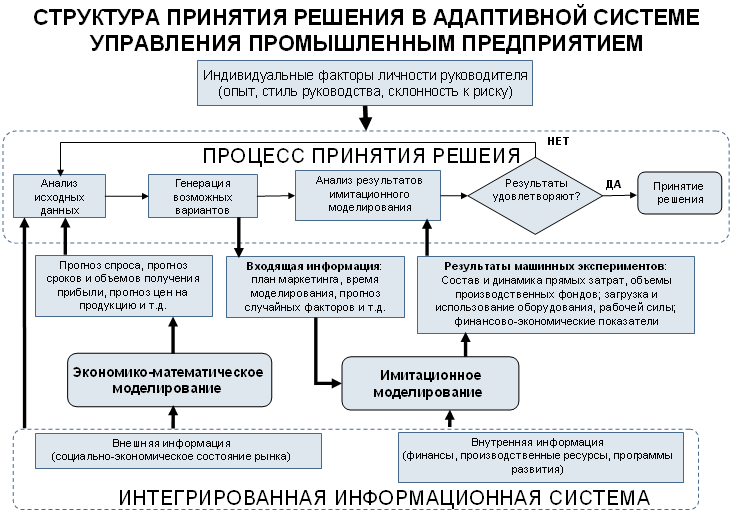 СТРУКТУРА ПРИНЯТИЯ РЕШЕНИЯ В АДАПТИВНОЙ СИСТЕМЕ
УПРАВЛЕНИЯ ПРОМЫШЛЕННЫМ ПРЕДПРИЯТИЕМ
Индивидуальные факторы личности руководителя
(опыт, стиль руководства, склонность к риску)
НЕТ
ПРОЦЕСС ПРИНЯТИЯ РЕШЕИЯ
Анализ
исходных
данных
Генерация
возможных
вариантов
Анализ результатов
имитационного
моделирования
Результаты
удовлетворяют?
ДА
Принятие
решения
Прогноз спроса, прогноз
сроков и объемов получения
прибыли, прогноз цен на
продукцию и т.д.
Входящая информация:
план маркетинга, время
моделирования, прогноз
случайных факторов и т.п.
Результаты машинных экспериментов:
Состав и динамика прямых затрат, объемы
производственных фондов; загрузка и
использование оборудования, рабочей силы;
финансово-экономические показатели
Экономико-математическое
моделирование
Имитационное
моделирование
Внешняя информация
(социально-экономическое состояние рынка)
Внутренняя информация
(финансы, производственные ресурсы, программы
развития)
ИНТЕГРИРОВАННАЯ ИНФОРМАЦИОННАЯ СИСТЕМА